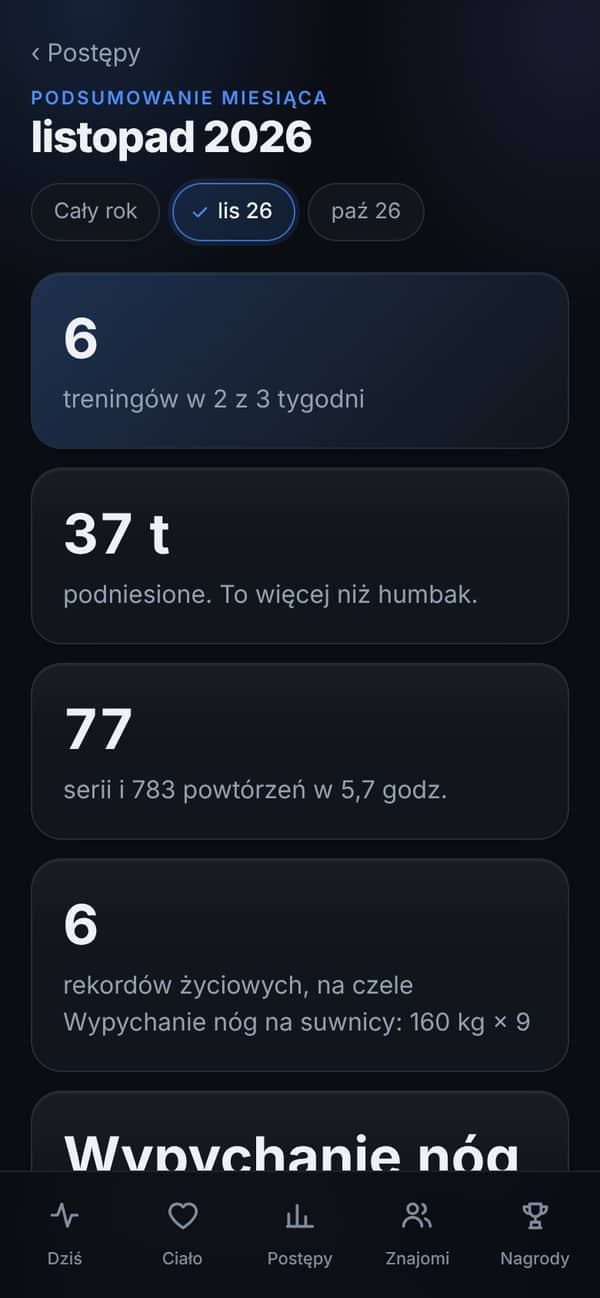 ‹ Postępy
PODSUMOWANIE MIESIĄCA
listopad 2026
Cały rok
✓ lis 26
paź 26
6
treningów w 2 z 3 tygodni
37 t
podniesione. To więcej niż humbak.
77
serii i 783 powtórzeń w 5,7 godz.
6
rekordów życiowych, na czele
Wypychanie nóg na suwnicy: 160 kg × 9
Wypychanie nóg
Dziś
Ciało
Postępy
Znajomi
Nagrody